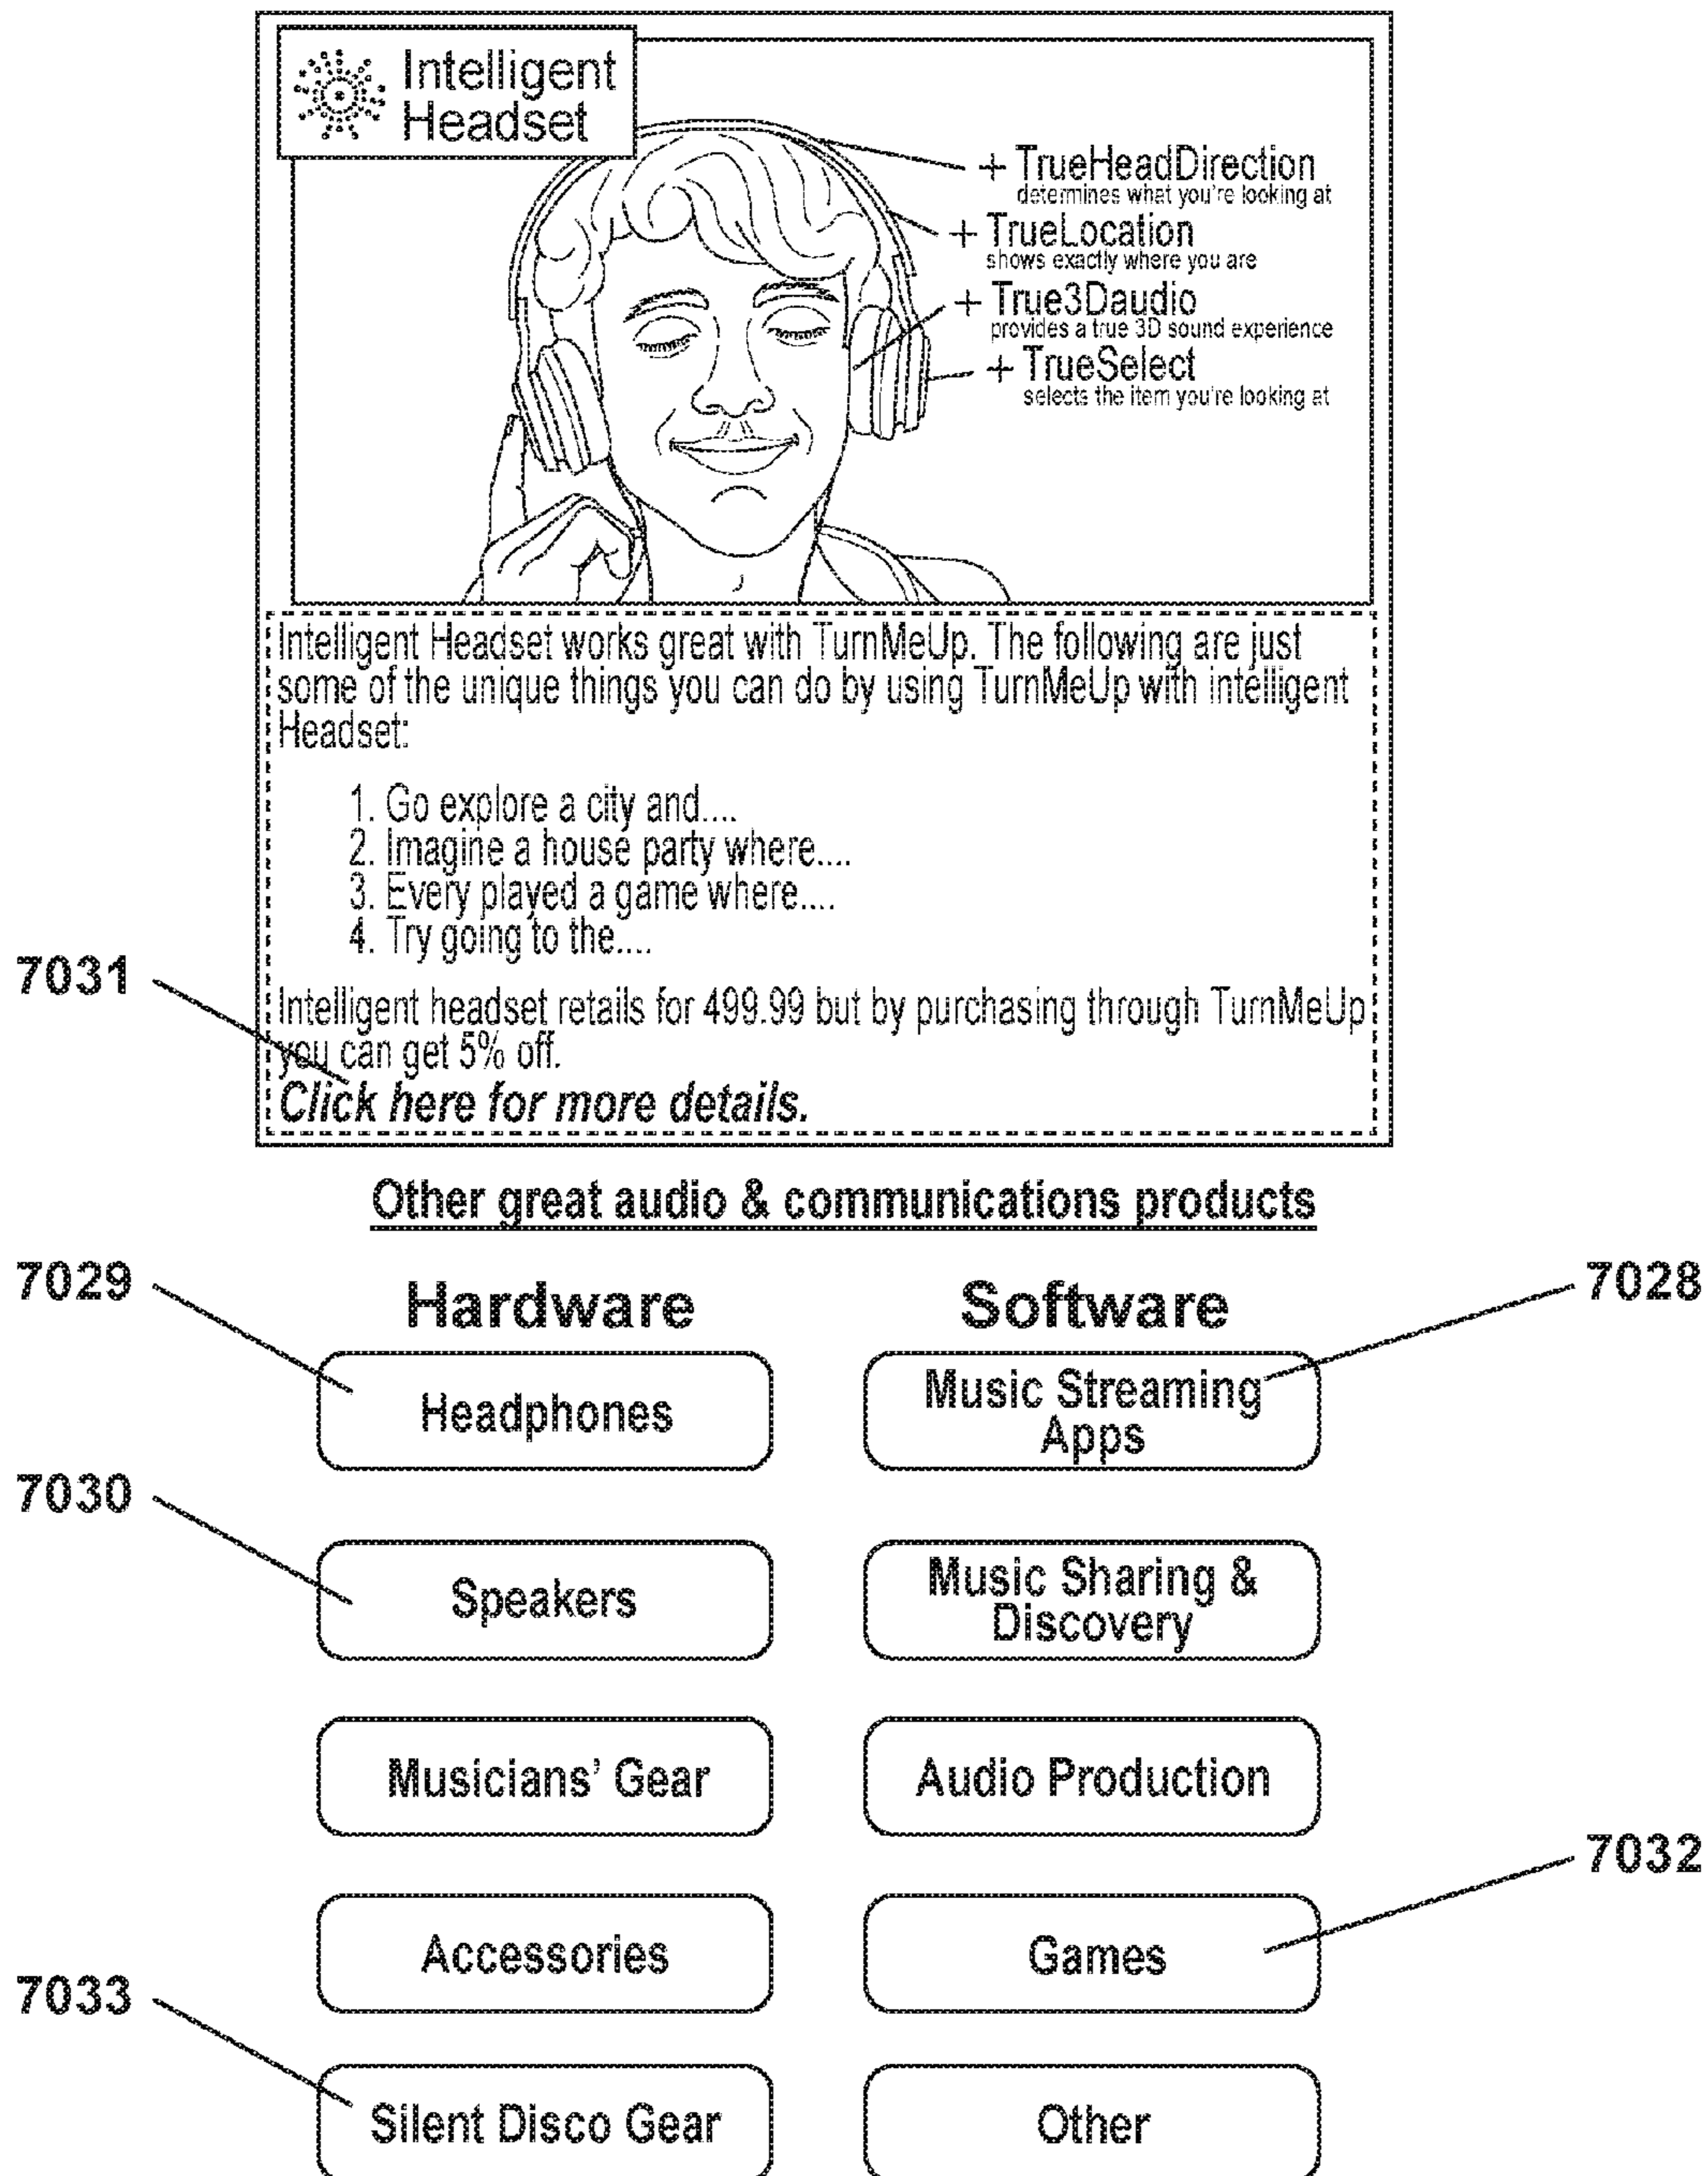 Intelligent
Headset
+ TrueHeadDirection
determines what you're looking at
+ TrueLocation
shows exactly where you are
+ True3Daudio
provides a true 3D sound experience
+ TrueSelect
selects the item you're looking at
Intelligent Headset works great with TurnMeUp. The following are just
some of the unique things you can do by using TurnMeUp with intelligent
Headset:
1. Go explore a city and....
2. Imagine a house party where....
3. Every played a game where....
4. Try going to the....
7031
Intelligent headset retails for 499.99 but by purchasing through TurnMeUp
you can get 5% off.
Click here for more details.
Other great audio & communications products
7029
Hardware
Software
7028
Headphones
Music Streaming
Apps
7030
Speakers
Music Sharing &
Discovery
Musicians' Gear
Audio Production
7032
Accessories
Games
7033
Silent Disco Gear
Other